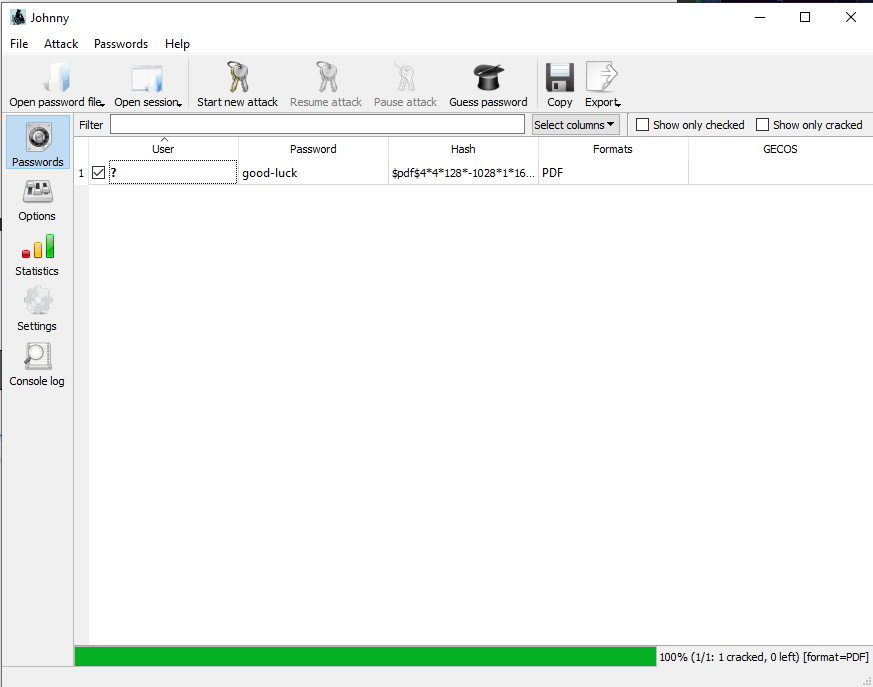 Johnny
File Attack Passwords Help
Open password file Open session Start new attack Resume attack Pause attack Guess password Copy Export
Filter Select columns Show only checked Show only cracked
User Password Hash Formats GECOS
1 ? good-luck $pdf$4*4*128*-1028*1*16... PDF
Passwords
Options
Statistics
Settings
Console log
100% (1/1: 1 cracked, 0 left) [format=PDF]